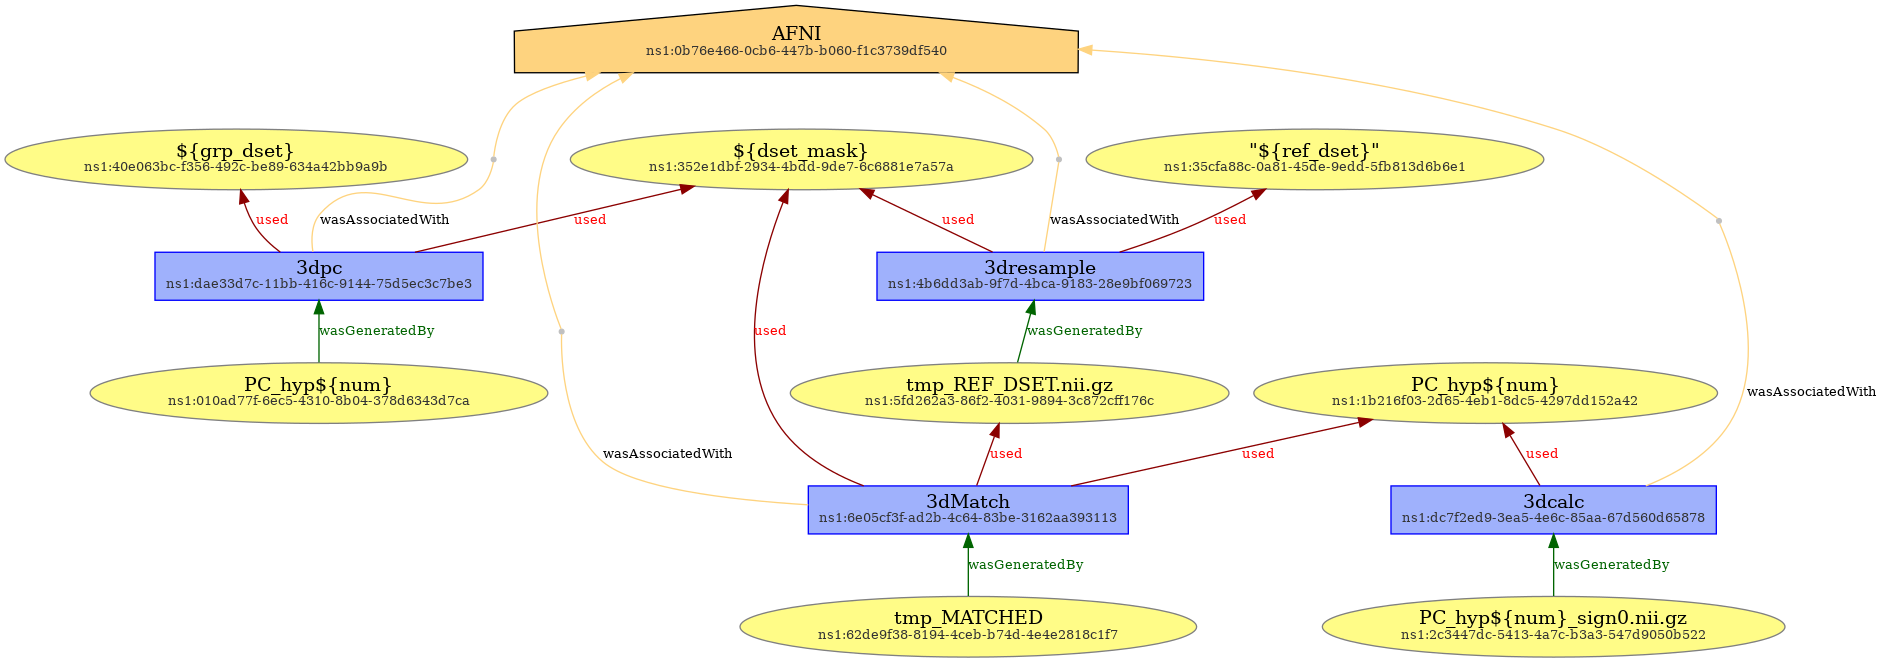 AFNI
ns1:0b76e466-0cb6-447b-b060-f1c3739df540
${grp_dset}
ns1:40e063bc-f356-492c-be89-634a42bb9a9b
${dset_mask}
ns1:352e1dbf-2934-4bdd-9de7-6c6881e7a57a
"${ref_dset}"
ns1:35cfa88c-0a81-45de-9edd-5fb813d6b6e1
used
wasAssociatedWith
used
used
wasAssociatedWith
used
3dpc
ns1:dae33d7c-11bb-416c-9144-75d5ec3c7be3
3dresample
ns1:4b6dd3ab-9f7d-4bca-9183-28e9bf069723
wasGeneratedBy
used
wasGeneratedBy
PC_hyp${num}
ns1:010ad77f-6ec5-4310-8b04-378d6343d7ca
tmp_REF_DSET.nii.gz
ns1:5fd262a3-86f2-4031-9894-3c872cff176c
PC_hyp${num}
ns1:1b216f03-2d65-4eb1-8dc5-4297dd152a42
wasAssociatedWith
wasAssociatedWith
used
used
used
3dMatch
ns1:6e05cf3f-ad2b-4c64-83be-3162aa393113
3dcalc
ns1:dc7f2ed9-3ea5-4e6c-85aa-67d560d65878
wasGeneratedBy
wasGeneratedBy
tmp_MATCHED
ns1:62de9f38-8194-4ceb-b74d-4e4e2818c1f7
PC_hyp${num}_sign0.nii.gz
ns1:2c3447dc-5413-4a7c-b3a3-547d9050b522